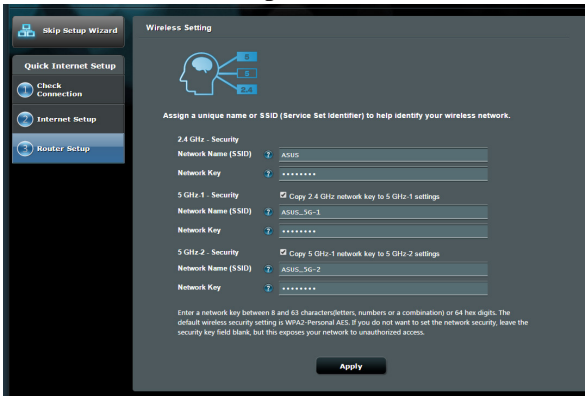 Skip Setup Wizard
Quick Internet Setup
1 Check
Connection
2 Internet Setup
3 Router Setup
Wireless Setting
5
5
2.4
Assign a unique name or SSID (Service Set Identifier) to help identify your wireless network.
2.4 GHz - Security
Network Name (SSID) ? ASUS
Network Key ? ••••••••
5 GHz-1 - Security Copy 2.4 GHz network key to 5 GHz-1 settings
Network Name (SSID) ? ASUS_5G-1
Network Key ? ••••••••
5 GHz-2 - Security Copy 5 GHz-1 network key to 5 GHz-2 settings
Network Name (SSID) ? ASUS_5G-2
Network Key ? ••••••••
Enter a network key between 8 and 63 characters(letters, numbers or a combination) or 64 hex digits. The
default wireless security setting is WPA2-Personal AES. If you do not want to set the network security, leave the
security key field blank, but this exposes your network to unauthorized access.
Apply